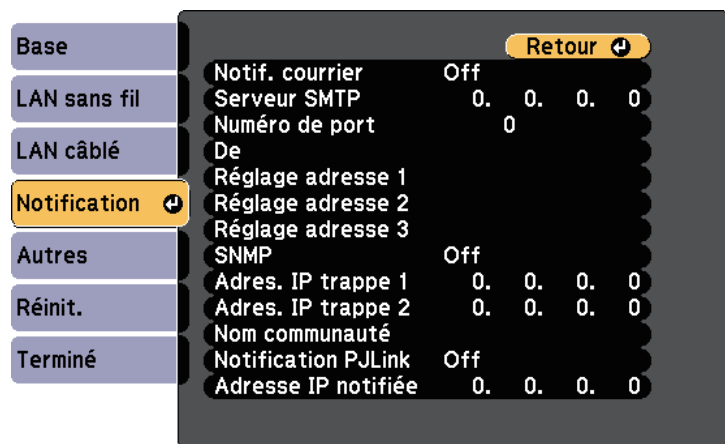 Base
LAN sans fil
LAN câblé
Notification
Autres
Réinit.
Terminé
Retour
Notif. courrier Off
Serveur SMTP 0. 0. 0. 0
Numéro de port 0
De
Réglage adresse 1
Réglage adresse 2
Réglage adresse 3
SNMP Off
Adres. IP trappe 1 0. 0. 0. 0
Adres. IP trappe 2 0. 0. 0. 0
Nom communauté
Notification PJLink Off
Adresse IP notifiée 0. 0. 0. 0